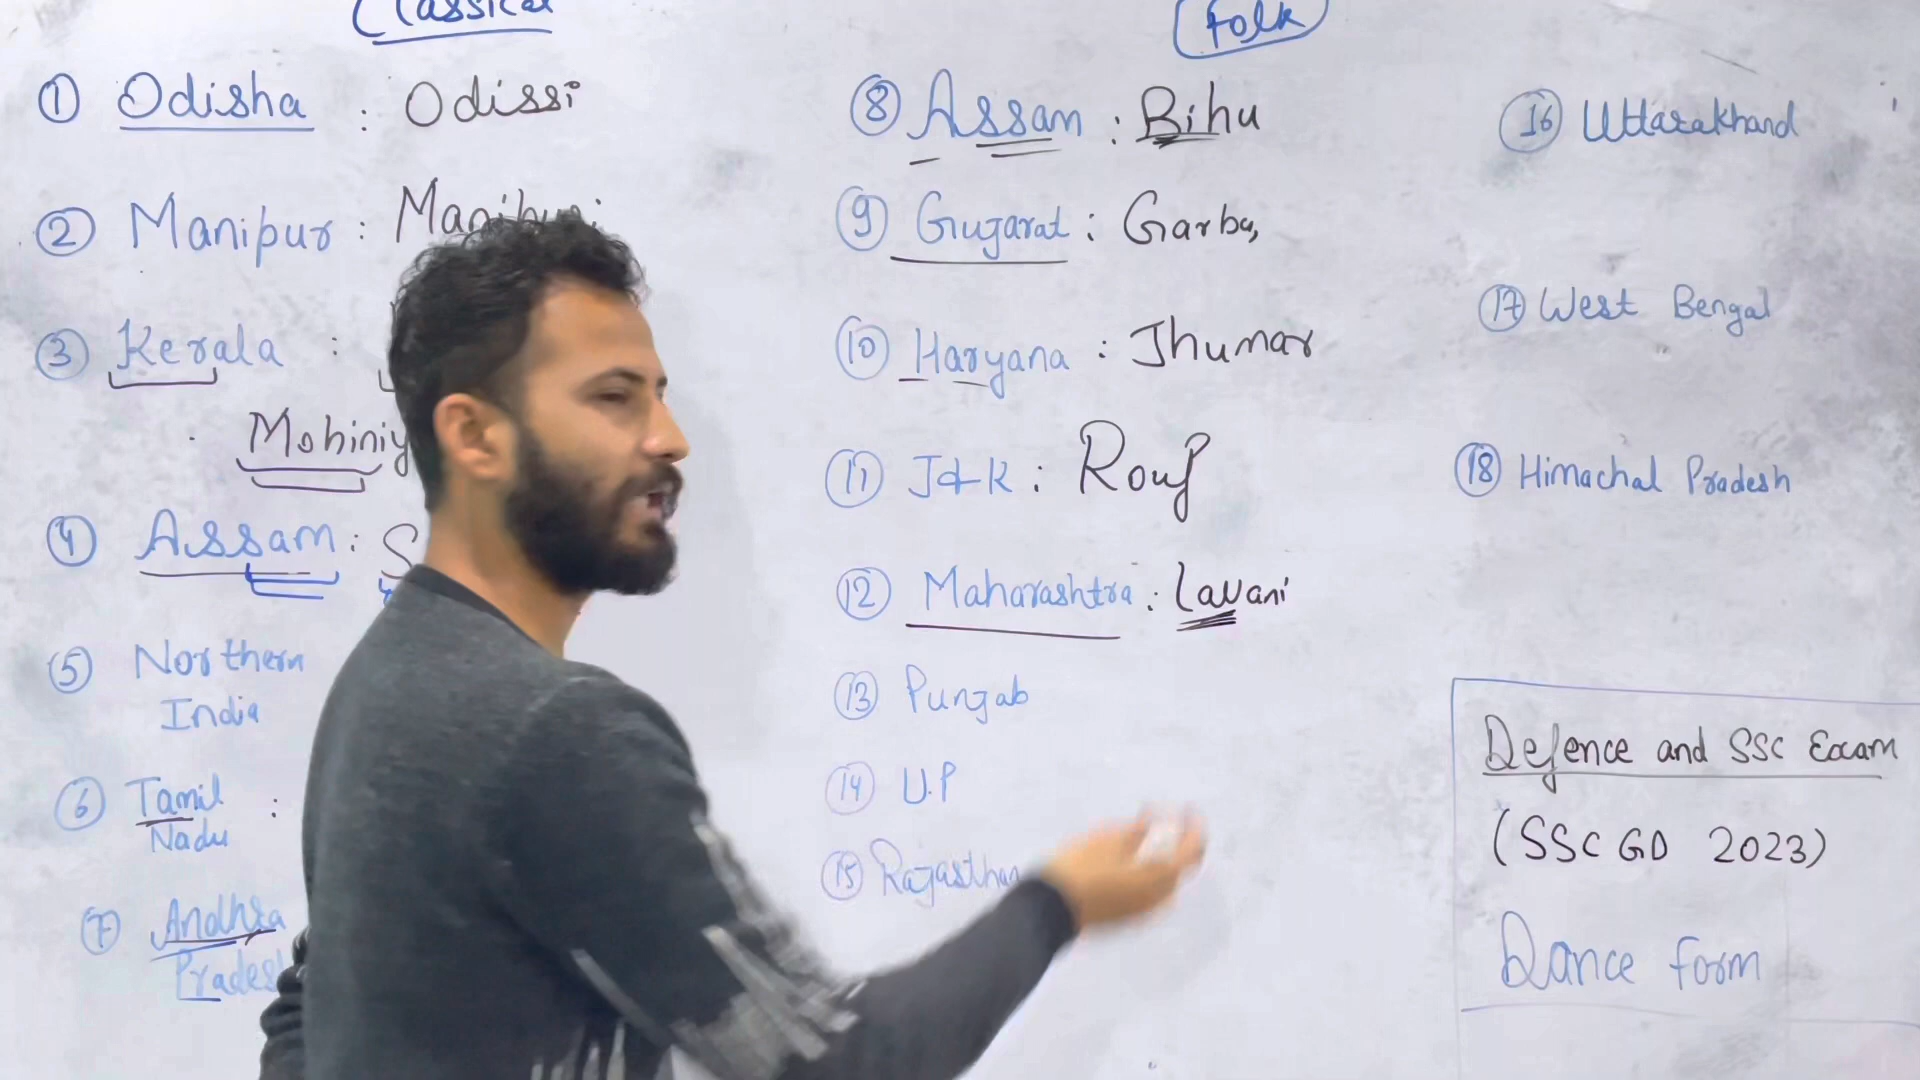 Classical
① Odisha : Odissi
② Manipur : Manipuri
③ Kerala :
Mohiniy
④ Assam : S
⑤ Northern
India
⑥ Tamil :
Nadu
⑦ Andhra
Pradesh
Folk
⑧ Assam : Bihu
⑨ Gujarat : Garba,
⑩ Haryana : Jhumar
⑪ J&K : Rouf
⑫ Maharashtra : Lavani
⑬ Punjab
⑭ U.P
⑮ Rajasthan
⑯ Uttarakhand
⑰ West Bengal
⑱ Himachal Pradesh
Defence and SSC Exam
(SSC GD 2023)
Dance form